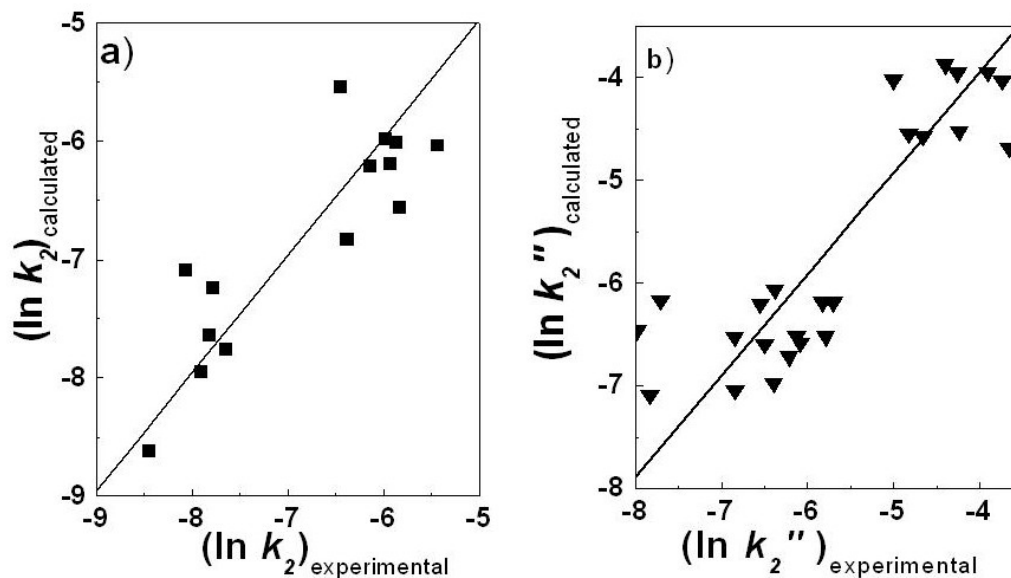 a)
-5
-6
-7
-8
-9
(ln k2)calculated
-9 -8 -7 -6 -5
(ln k2)experimental
b)
-4
-5
-6
-7
-8
(ln k2")calculated
-8 -7 -6 -5 -4
(ln k2")experimental